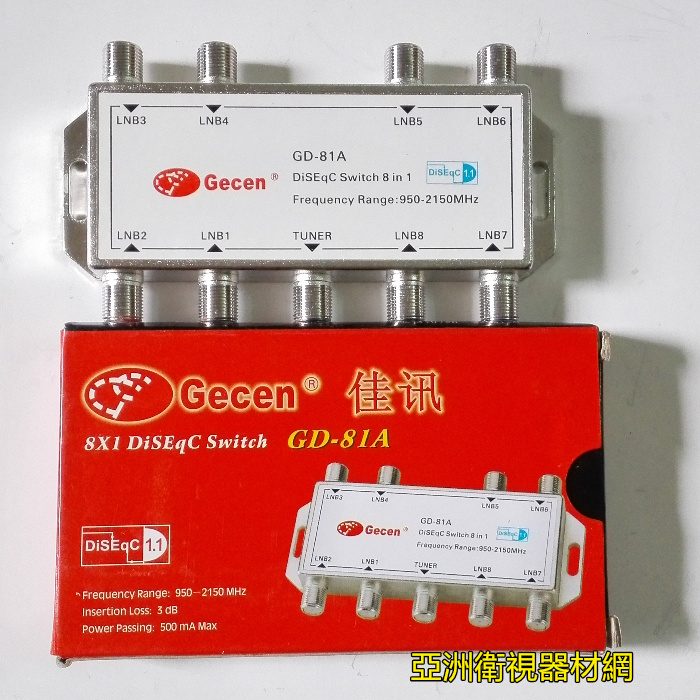 LNB3 LNB4 LNB5 LNB6
GD-81A
Gecen® DiSEqC Switch 8 in 1 DiSEqC 1.1
Frequency Range:950-2150MHz
LNB2 LNB1 TUNER LNB8 LNB7
Gecen® 佳讯
8X1 DiSEqC Switch GD-81A
LNB3 LNB4 LNB5 LNB6
GD-81A
Gecen® DiSEqC Switch 8 in 1 DiSEqC 1.1
Frequency Range:950-2150MHz
LNB2 LNB1 TUNER LNB8 LNB7
DiSEqC 1.1
Frequency Range: 950-2150 MHz
Insertion Loss: 3 dB
Power Passing: 500 mA Max
亞洲衛視器材網